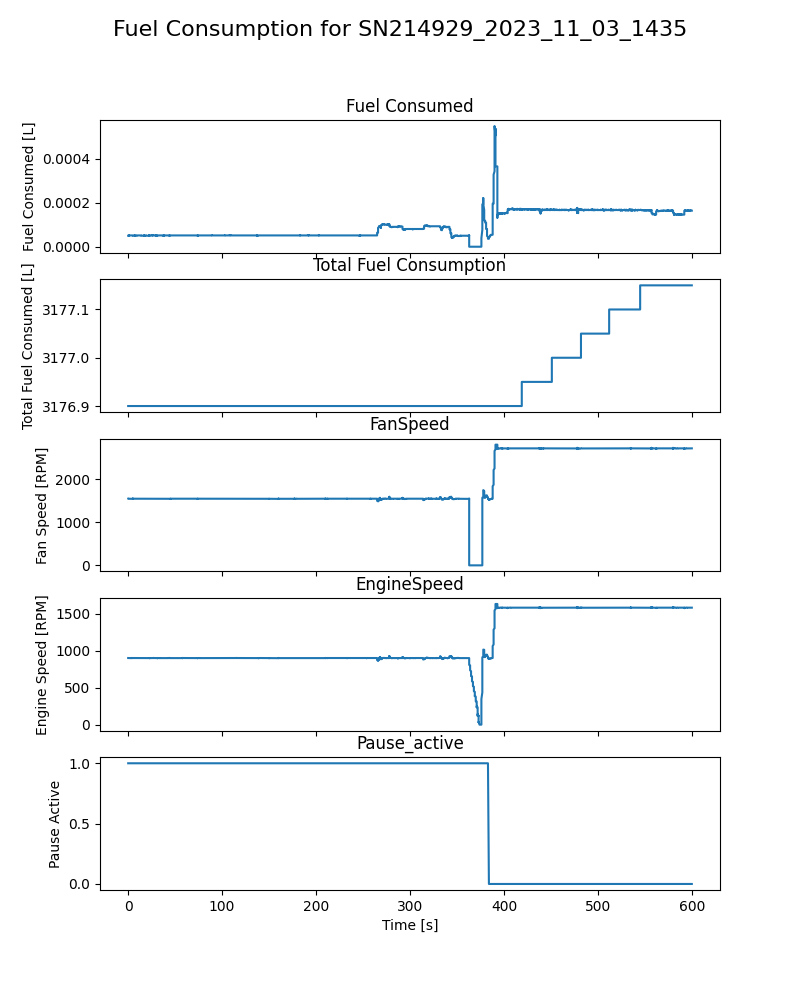 Fuel Consumption for SN214929_2023_11_03_1435
Fuel Consumed
Fuel Consumed [L]
0.0004
0.0002
0.0000
Total Fuel Consumption
Total Fuel Consumed [L]
3177.1
3177.0
3176.9
FanSpeed
Fan Speed [RPM]
2000
1000
0
EngineSpeed
Engine Speed [RPM]
1500
1000
500
0
Pause_active
Pause Active
1.0
0.5
0.0
0 100 200 300 400 500 600
Time [s]